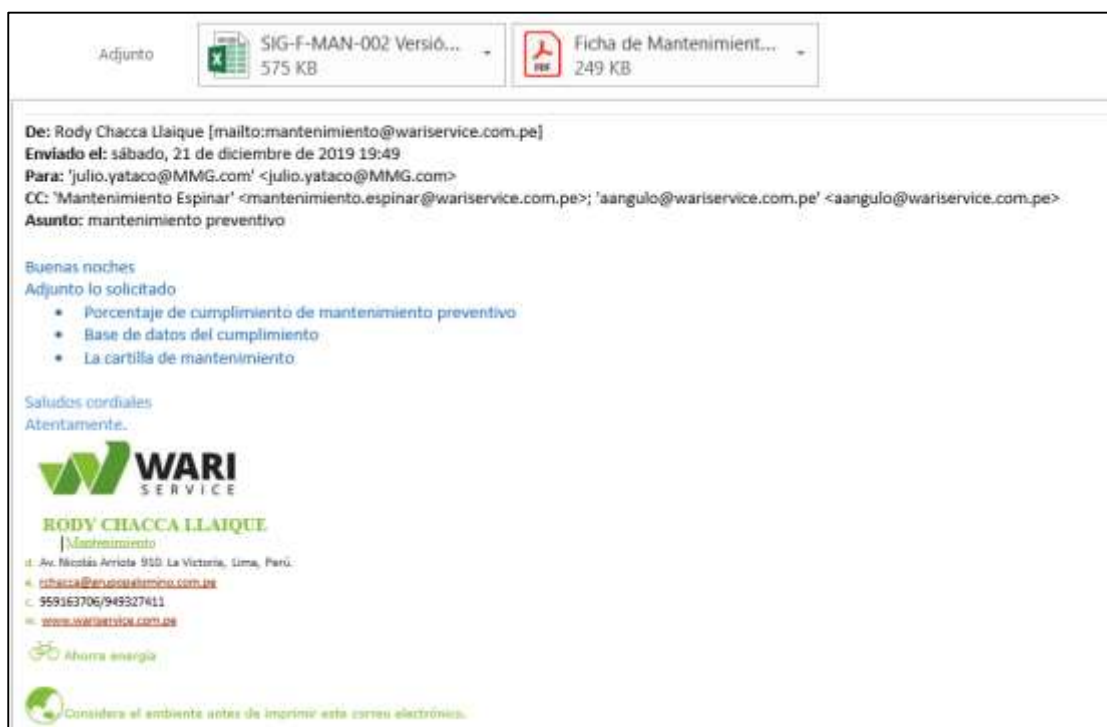 Adjunto
SIG-F-MAN-002 Versió...
575 KB
Ficha de Mantenimient...
249 KB
De: Rody Chacca Llaique [mailto:mantenimiento@wariservice.com.pe]
Enviado el: sábado, 21 de diciembre de 2019 19:49
Para: 'julio.yataco@MMG.com' <julio.yataco@MMG.com>
CC: 'Mantenimiento Espinar' <mantenimiento.espinar@wariservice.com.pe>; 'aangulo@wariservice.com.pe' <aangulo@wariservice.com.pe>
Asunto: mantenimiento preventivo
Buenas noches
Adjunto lo solicitado
• Porcentaje de cumplimiento de mantenimiento preventivo
• Base de datos del cumplimiento
• La cartilla de mantenimiento
Saludos cordiales
Atentamente.
WARI
SERVICE
RODY CHACCA LLAIQUE
Mantenimiento
d. Av. Nicolás Arriola 910. La Victoria, Lima, Perú.
e. rchacca@grupopalomino.com.pe
c. 959163706/949327411
w. www.wariservice.com.pe
Ahorra energía
Considera el ambiente antes de imprimir este correo electrónico.